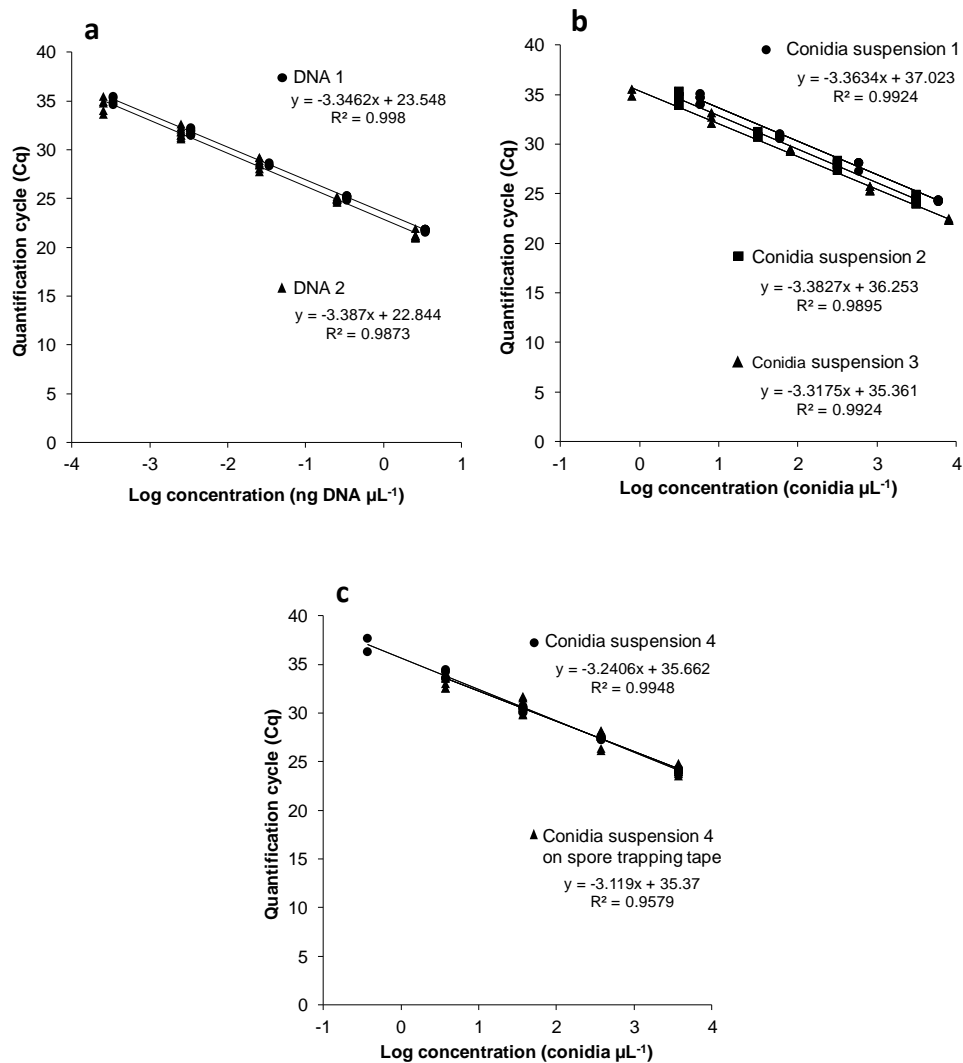 a
40
35
30
25
20
15
10
5
0
-4 -3 -2 -1 0 1
Quantification cycle (Cq)
Log concentration (ng DNA µL⁻¹)
DNA 1
y = -3.3462x + 23.548
R² = 0.998
DNA 2
y = -3.387x + 22.844
R² = 0.9873
b
40
35
30
25
20
15
10
5
0
-1 0 1 2 3 4
Quantification cycle (Cq)
Log concentration (conidia µL⁻¹)
Conidia suspension 1
y = -3.3634x + 37.023
R² = 0.9924
Conidia suspension 2
y = -3.3827x + 36.253
R² = 0.9895
Conidia suspension 3
y = -3.3175x + 35.361
R² = 0.9924
c
40
35
30
25
20
15
10
5
0
-1 0 1 2 3 4
Quantification cycle (Cq)
Log concentration (conidia µL⁻¹)
Conidia suspension 4
y = -3.2406x + 35.662
R² = 0.9948
Conidia suspension 4
on spore trapping tape
y = -3.119x + 35.37
R² = 0.9579